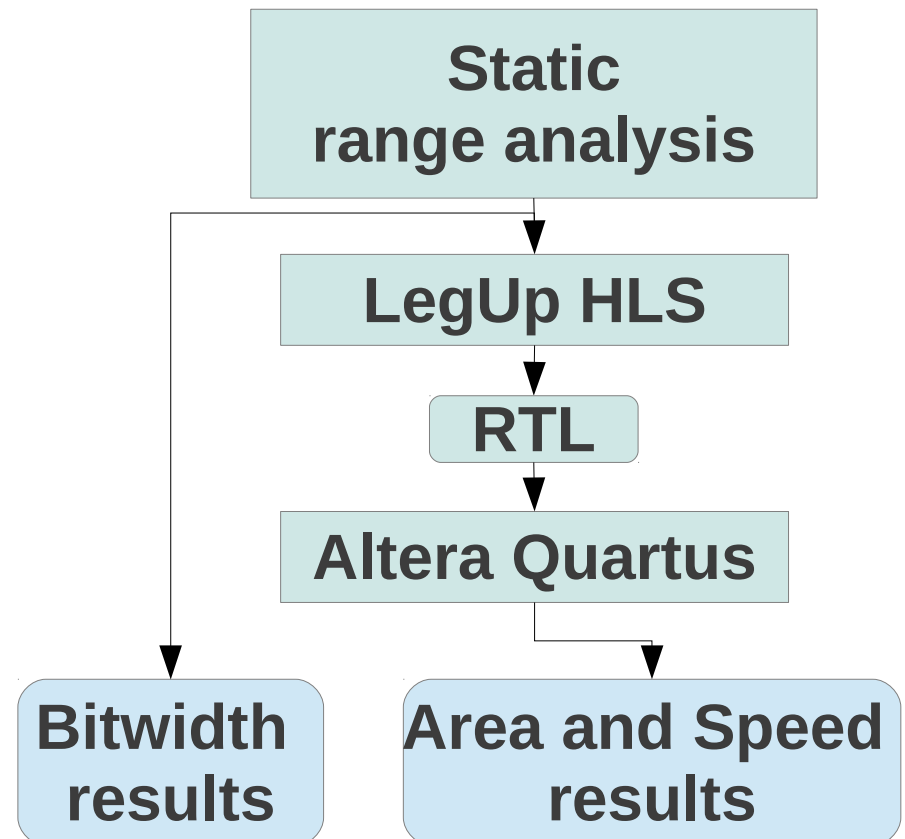 Static
range analysis
LegUp HLS
RTL
Altera Quartus
Bitwidth
results
Area and Speed
results